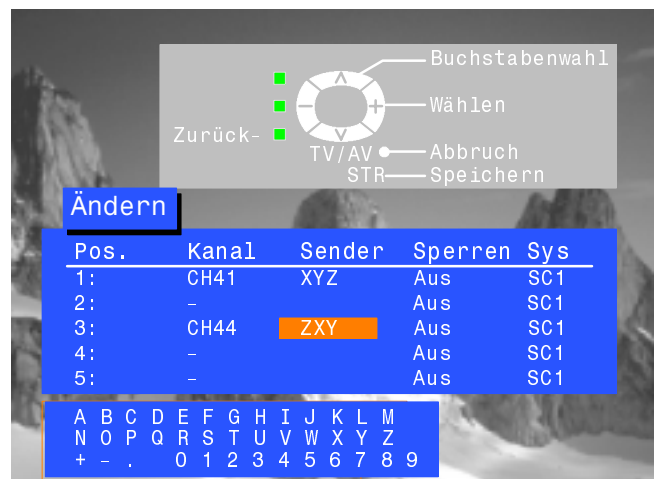 Buchstabenwahl
Wählen
Zurück-
TV/AV Abbruch
STR Speichern
Ändern
Pos. Kanal Sender Sperren Sys
1: CH41 XYZ Aus SC1
2: - Aus SC1
3: CH44 ZXY Aus SC1
4: - Aus SC1
5: - Aus SC1
A B C D E F G H I J K L M
N O P Q R S T U V W X Y Z
+ - . 0 1 2 3 4 5 6 7 8 9